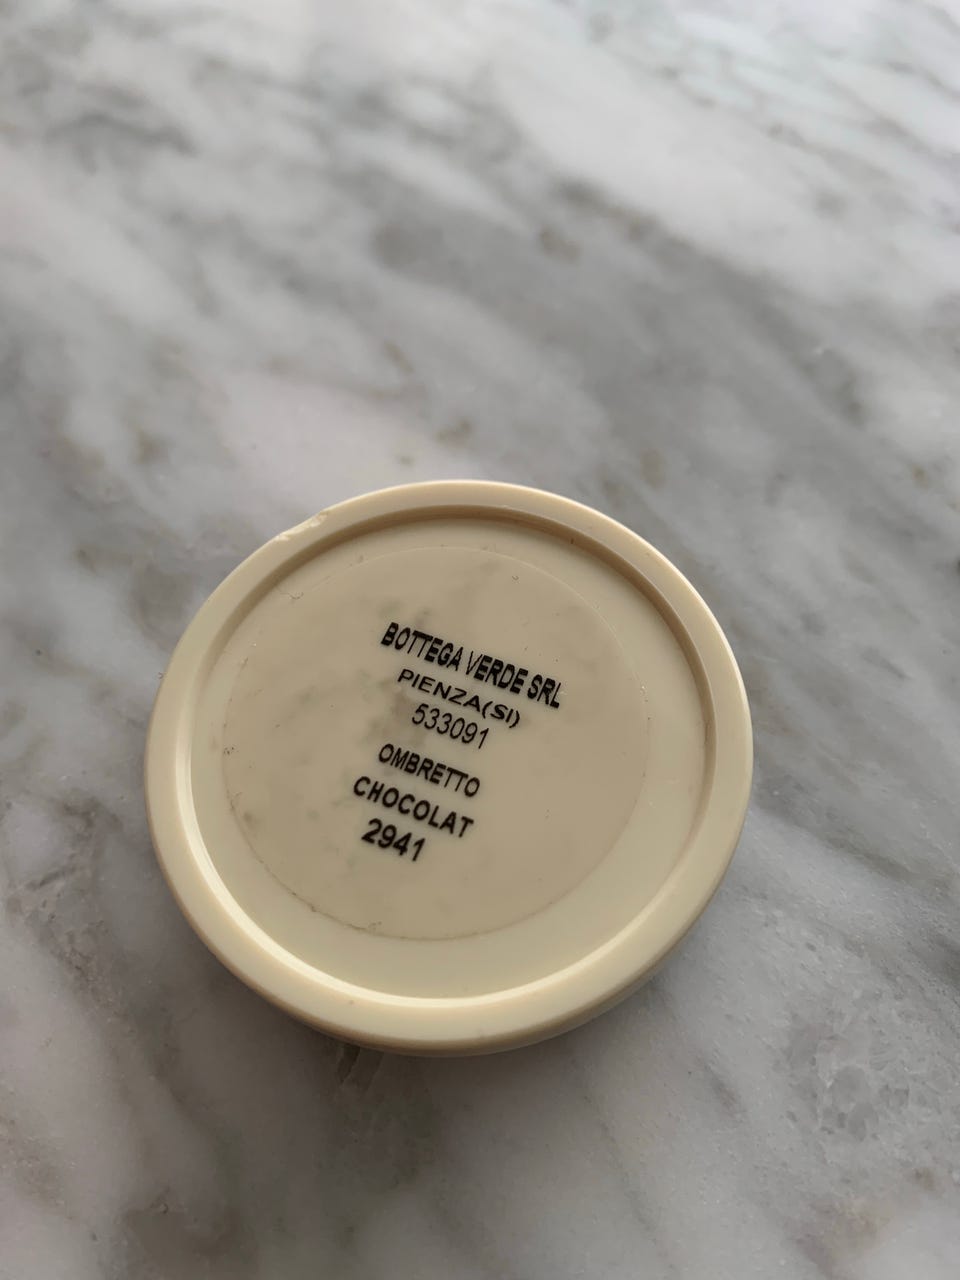 BOTTEGA VERDE SRL
PIENZA(SI)
533091
OMBRETTO
CHOCOLAT
2941